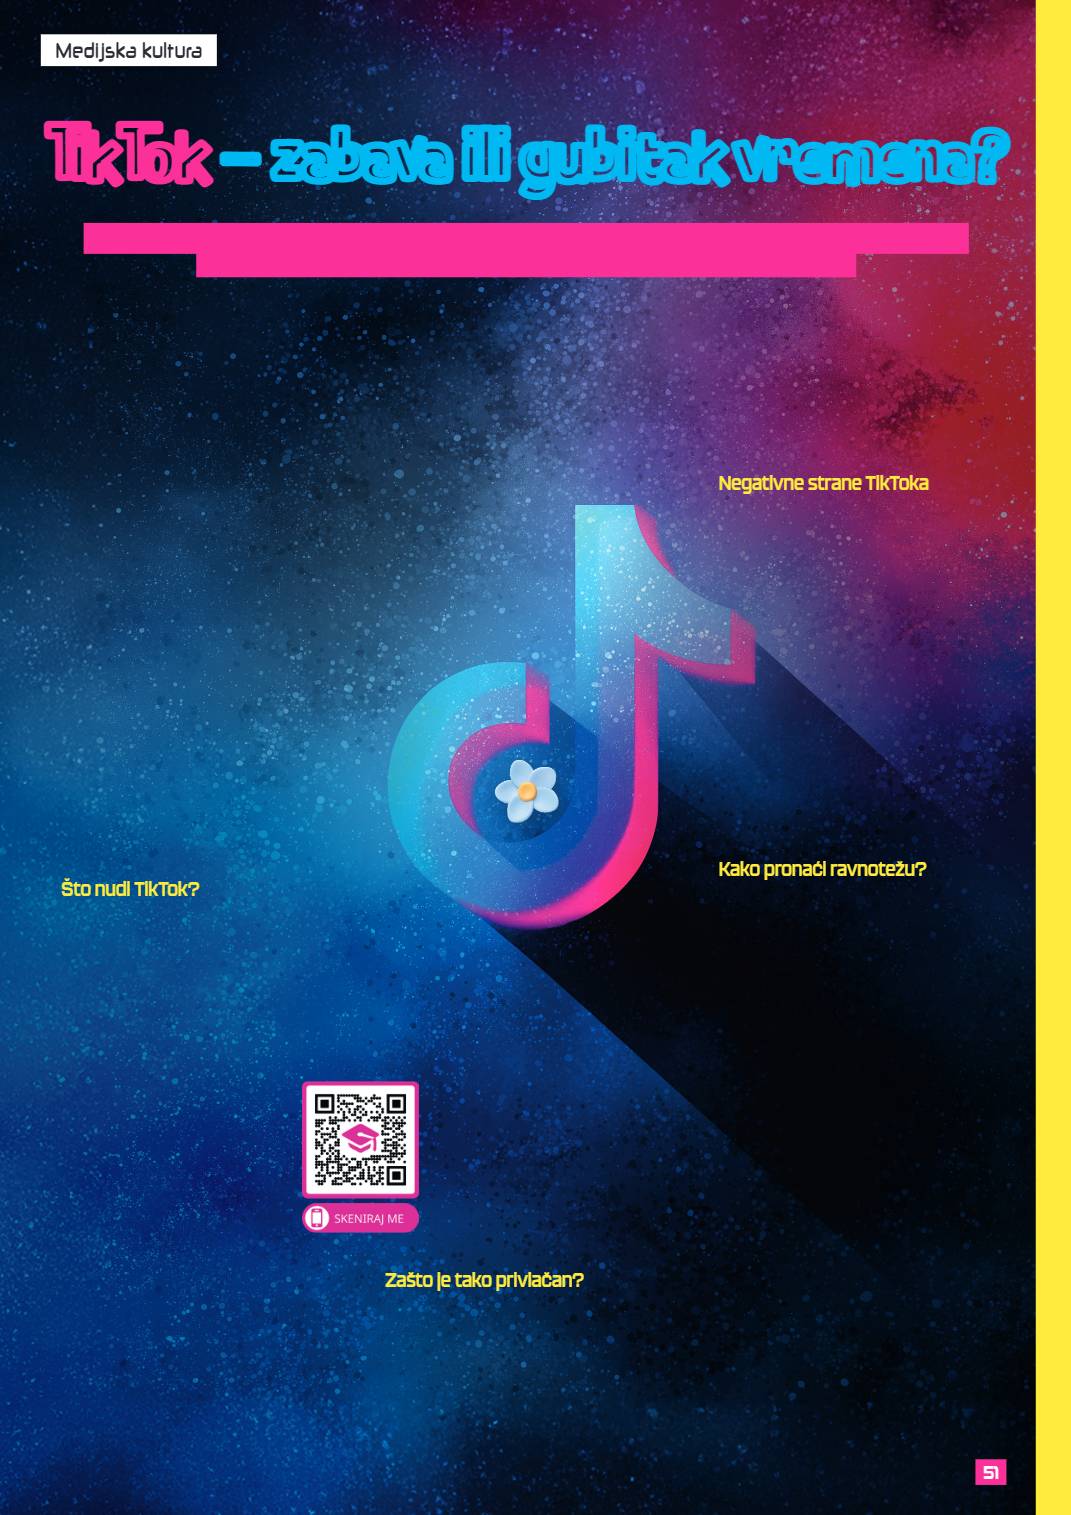 Medijska kultura
TikTok – zabava ili gubitak vremena?
Negativne strane TikToka
Kako pronaći ravnotežu?
Što nudi TikTok?
SKENIRAJ ME
Zašto je tako privlačan?
51